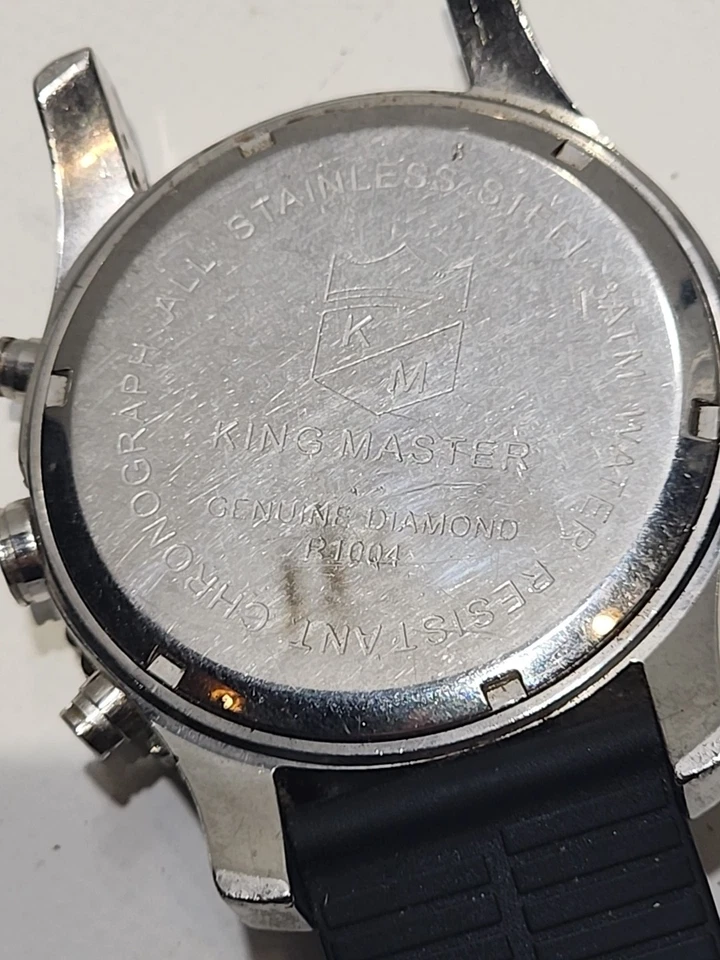 CHRONOGRAPH ALL STAINLESS STEEL 3ATM WATER RESISTANT
K
M
KING MASTER
GENUINE DIAMOND
R1004